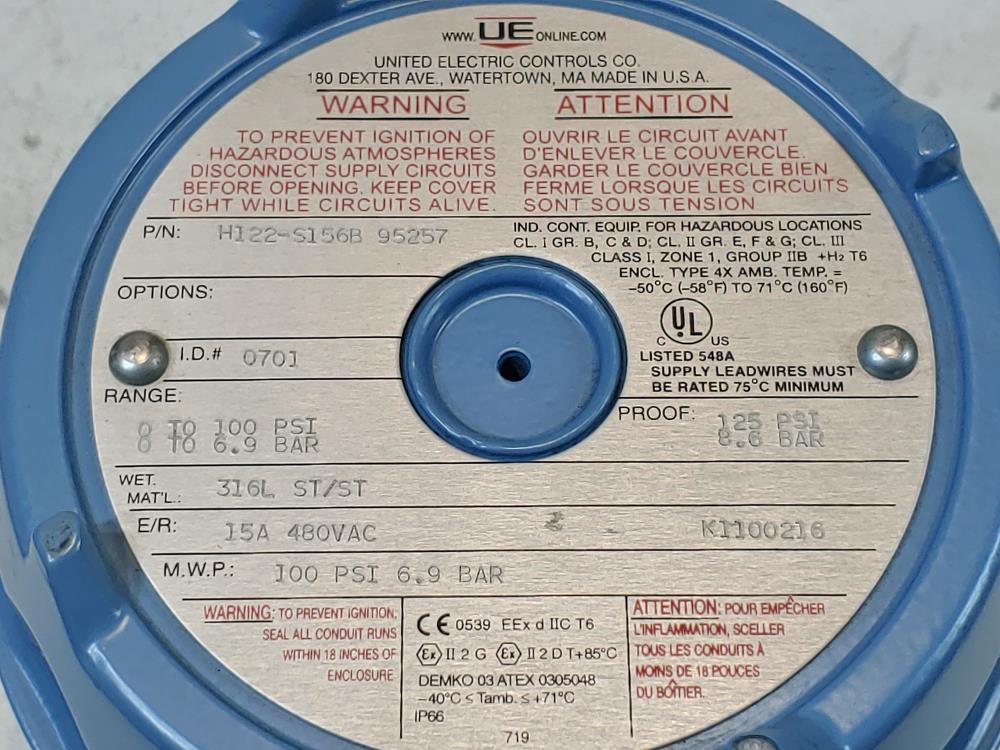 WWW. UE ONLINE.COM
UNITED ELECTRIC CONTROLS CO.
180 DEXTER AVE., WATERTOWN, MA MADE IN U.S.A.
WARNING
TO PREVENT IGNITION OF
HAZARDOUS ATMOSPHERES
DISCONNECT SUPPLY CIRCUITS
BEFORE OPENING. KEEP COVER
TIGHT WHILE CIRCUITS ALIVE.
ATTENTION
OUVRIR LE CIRCUIT AVANT
D'ENLEVER LE COUVERCLE.
GARDER LE COUVERCLE BIEN
FERME LORSQUE LES CIRCUITS
SONT SOUS TENSION
P/N: H122-S156B 95257
IND. CONT. EQUIP. FOR HAZARDOUS LOCATIONS
CL. I GR. B, C & D; CL. II GR. E, F & G; CL. III
CLASS I, ZONE 1, GROUP IIB +H2 T6
ENCL. TYPE 4X AMB. TEMP. =
-50°C (-58°F) TO 71°C (160°F)
OPTIONS:
C UL US
LISTED 548A
SUPPLY LEADWIRES MUST
BE RATED 75°C MINIMUM
I.D.# 0701
RANGE:
0 TO 100 PSI
0 TO 6.9 BAR
PROOF: 125 PSI
8.6 BAR
WET.
MAT'L.: 316L ST/ST
E/R: 15A 480VAC K1100216
M.W.P.: 100 PSI 6.9 BAR
WARNING: TO PREVENT IGNITION,
SEAL ALL CONDUIT RUNS
WITHIN 18 INCHES OF
ENCLOSURE
CE 0539 EEx d IIC T6
Ex II 2 G Ex II 2 D T+85°C
DEMKO 03 ATEX 0305048
-40°C ≤ Tamb. ≤ +71°C
IP66
ATTENTION: POUR EMPÊCHER
L'INFLAMMATION, SCELLER
TOUS LES CONDUITS À
MOINS DE 18 POUCES
DU BOÎTIER.
719